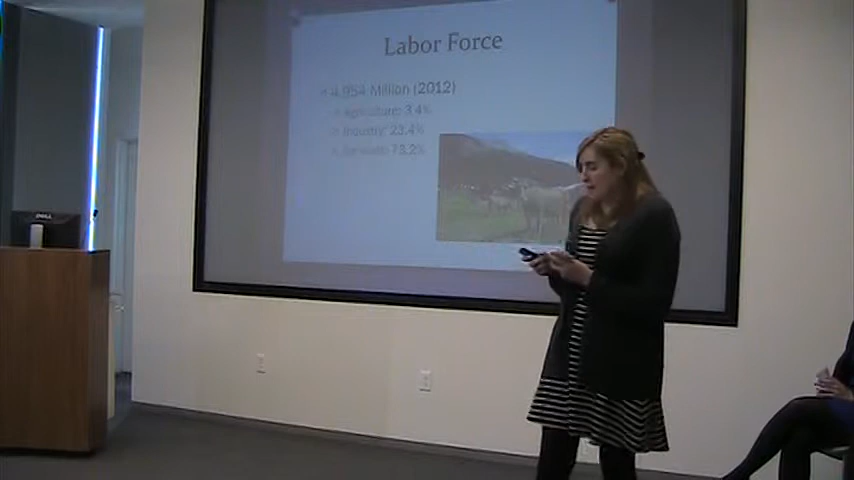 Labor Force
4.954 Million (2012)
Agriculture: 3.4%
Industry: 23.4%
Services: 73.2%
DELL